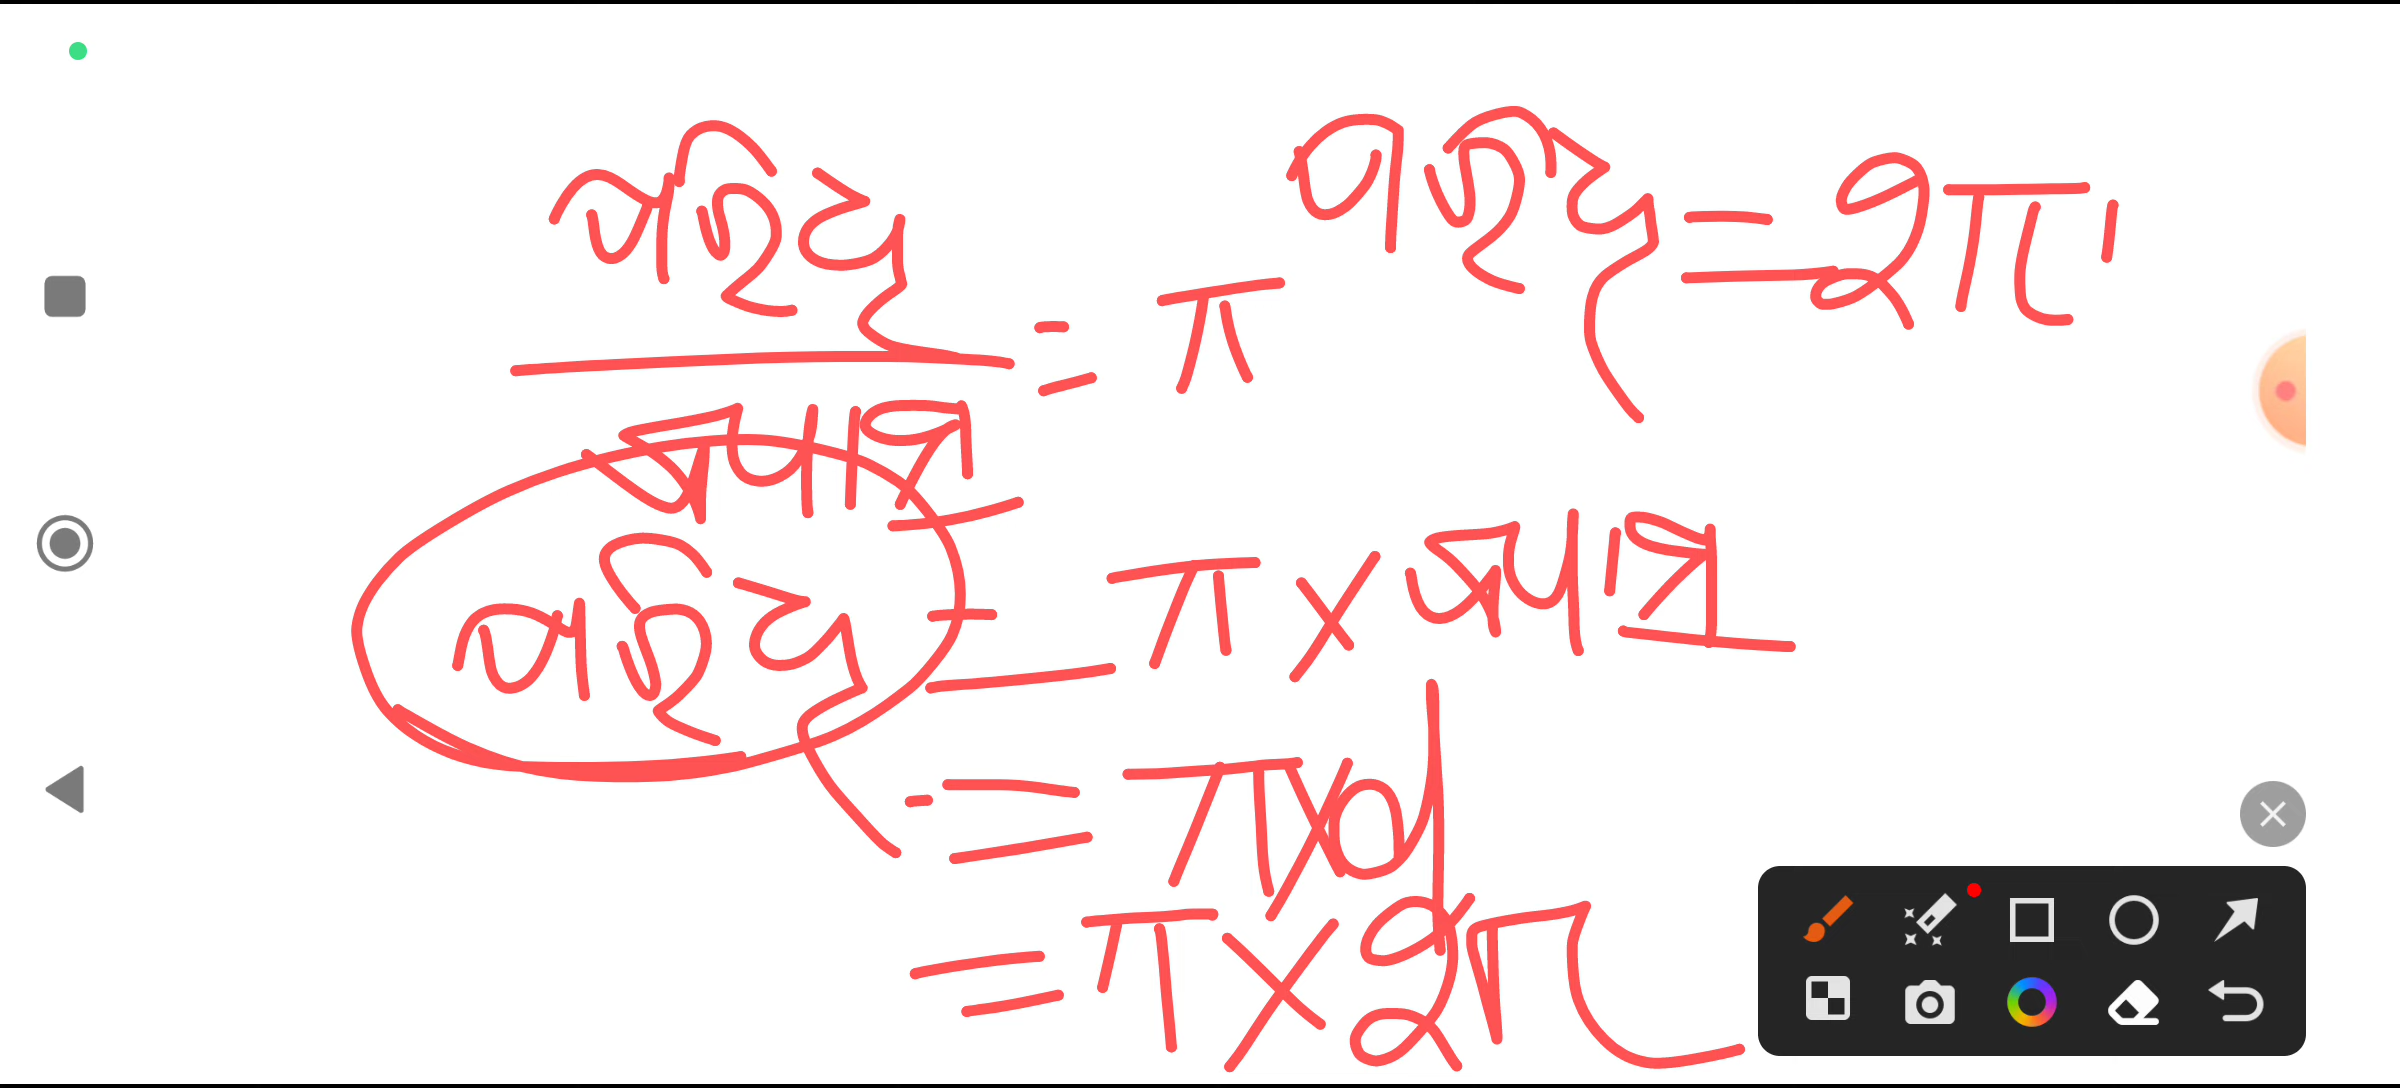 পরিধি
ব্যাস = π
পরিধি = 2πr
পরিধি = π × ব্যাস
= π × d
= π × 2r